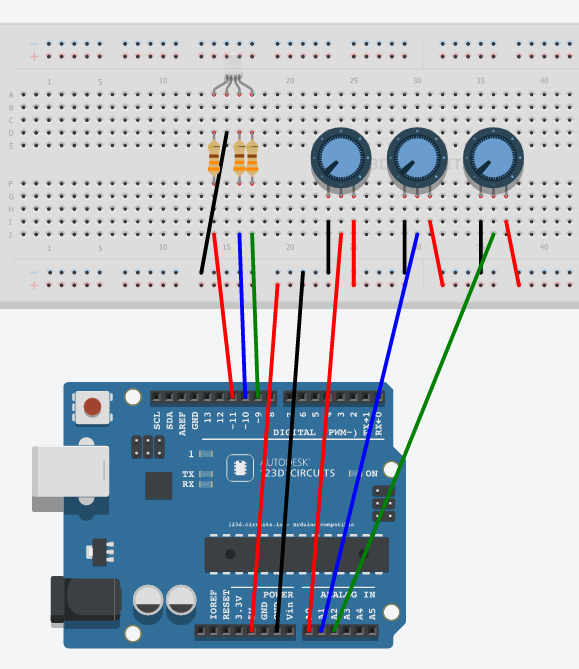 1 5 10 15 20 25 30 35 40
A
B
C
D
E
F
G
H
I
J
1 5 10 15 20 25 30 35 40
SCL SDA AREF GND 13 12 ~11 ~10 ~9 8 7 6 5 4 3 2 TX→1 RX←0
DIGITAL (PWM~)
1
TX
RX
AUTODESK
123D CIRCUITS
ON
123d.circuits.io - Arduino compatible
POWER ANALOG IN
IOREF RESET 3.3V 5V GND GND Vin A0 A1 A2 A3 A4 A5